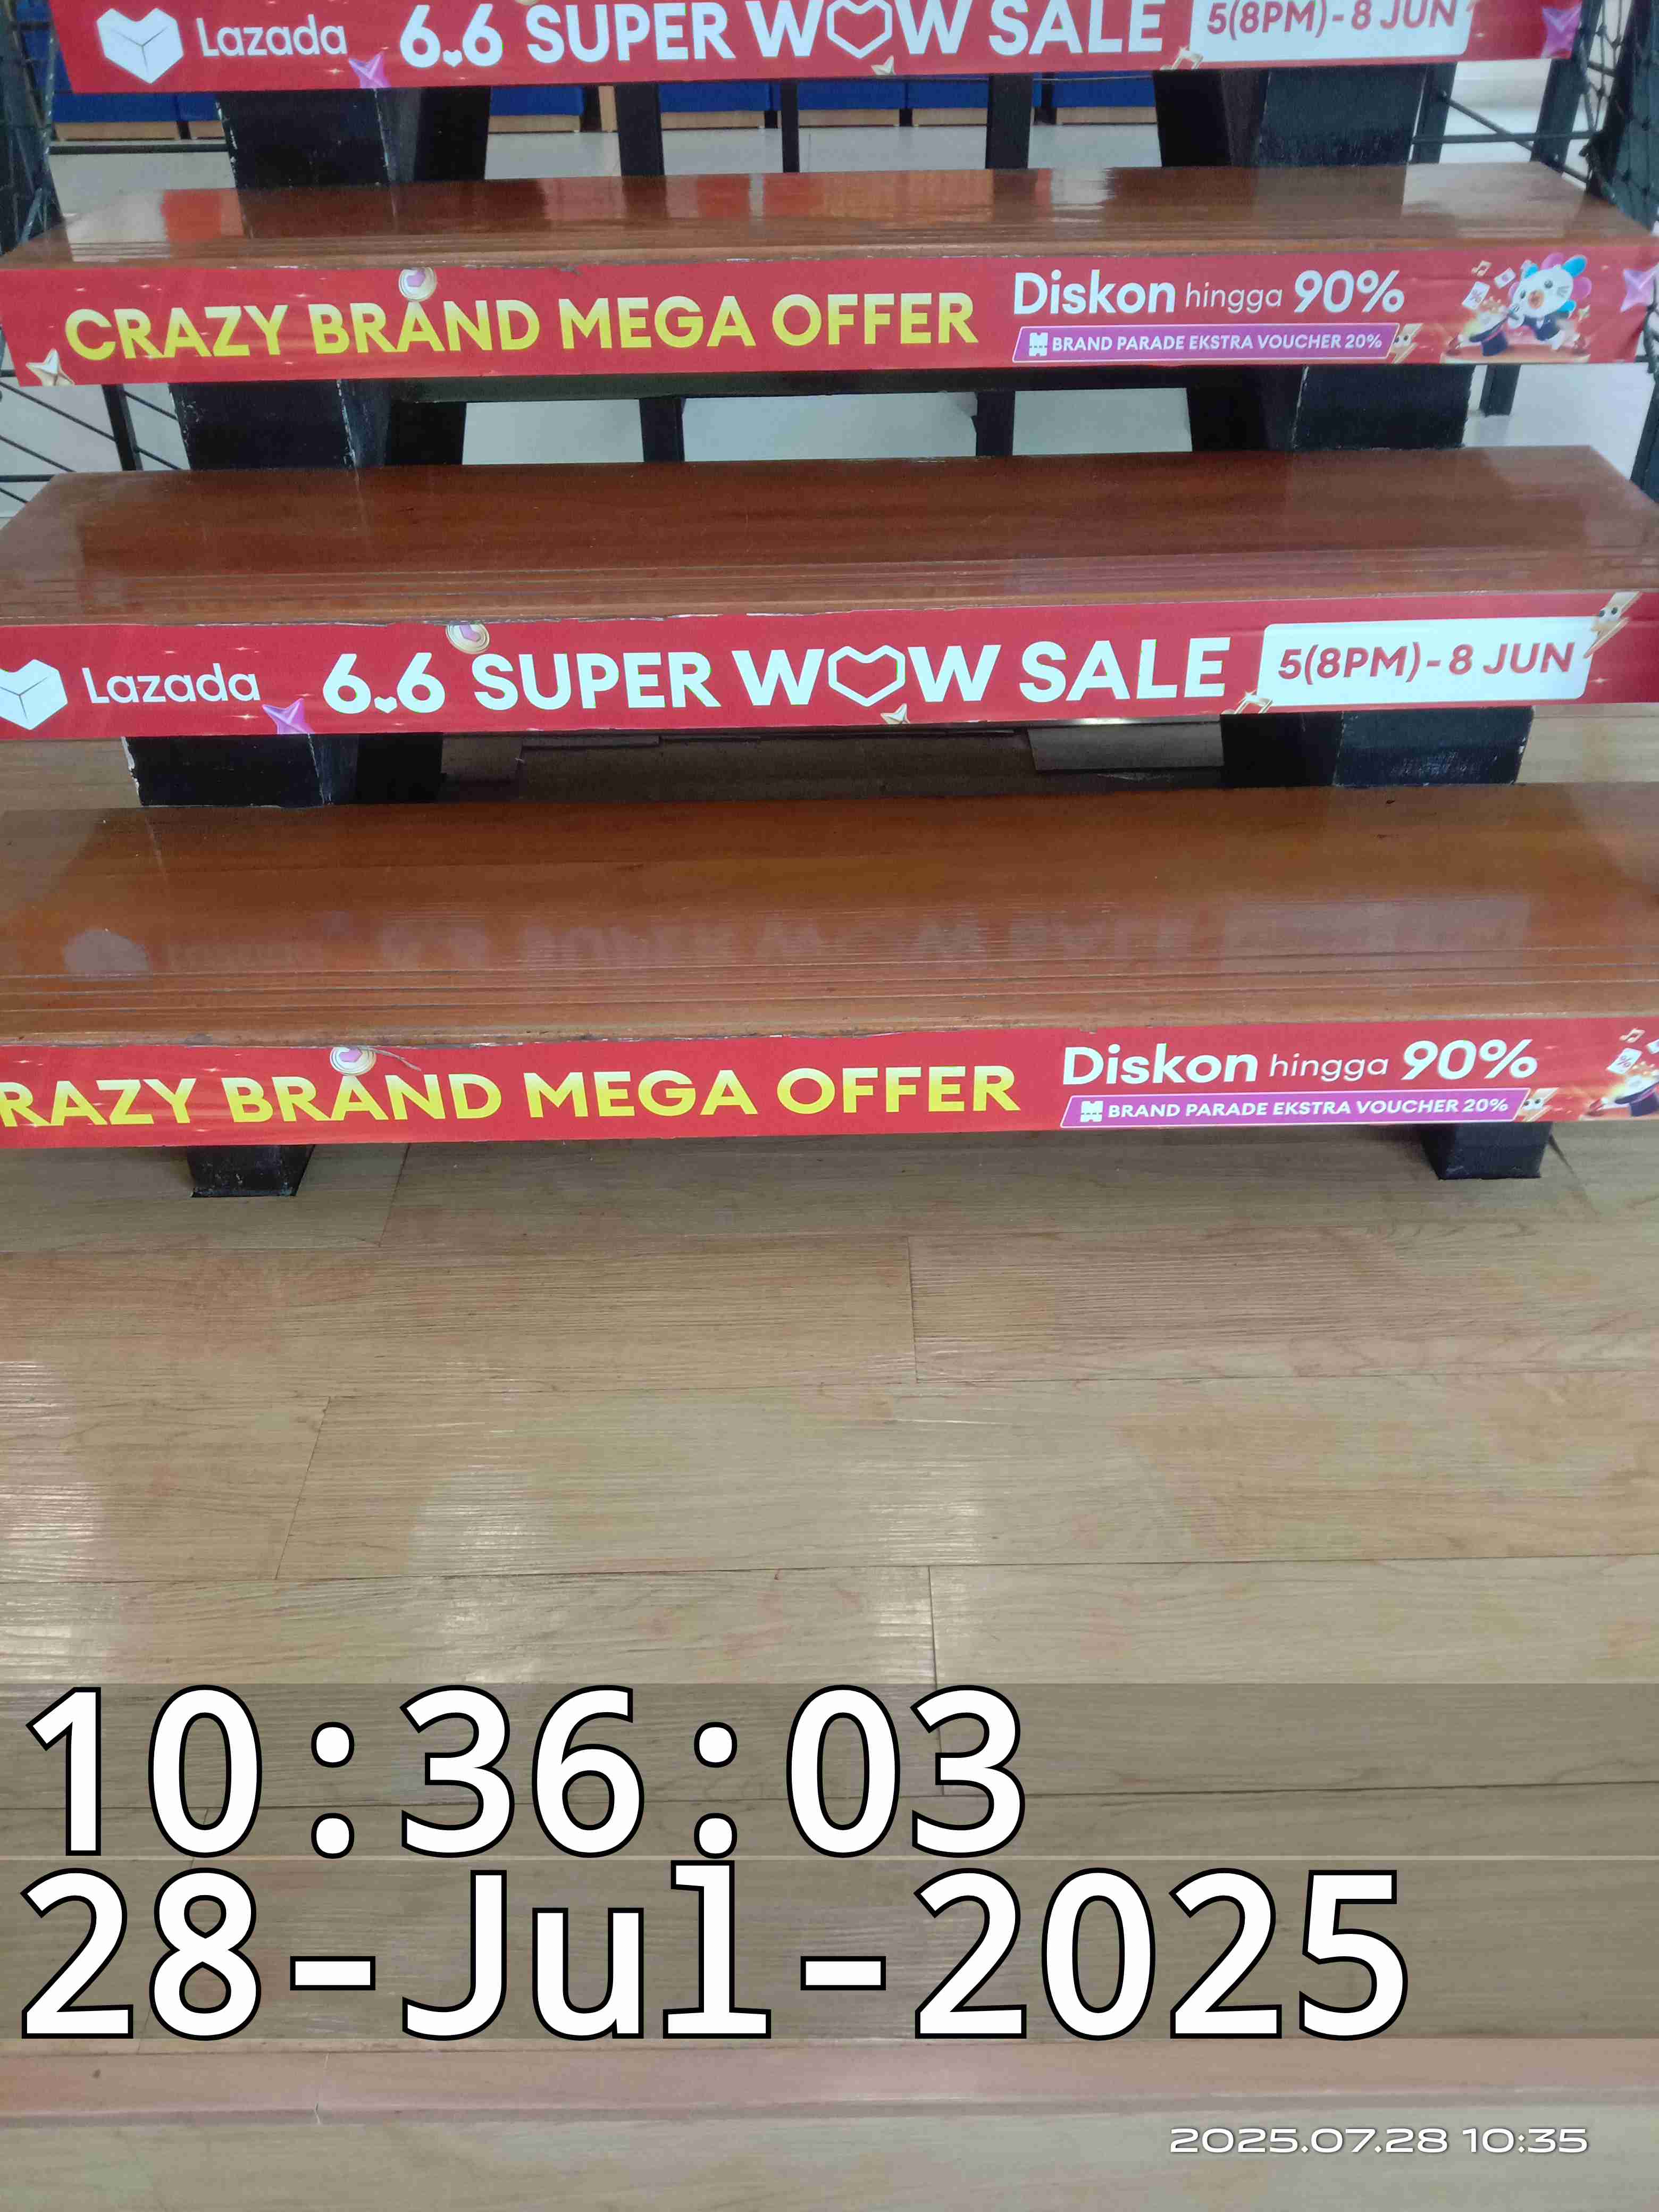 Lazada 6.6 SUPER WOW SALE 5(8PM)-8 JUN
CRAZY BRAND MEGA OFFER Diskon hingga 90%
BRAND PARADE EKSTRA VOUCHER 20%
Lazada 6.6 SUPER WOW SALE 5(8PM)-8 JUN
RAZY BRAND MEGA OFFER Diskon hingga 90%
BRAND PARADE EKSTRA VOUCHER 20%
10:36:03
28-Jul-2025
2025.07.28 10:35